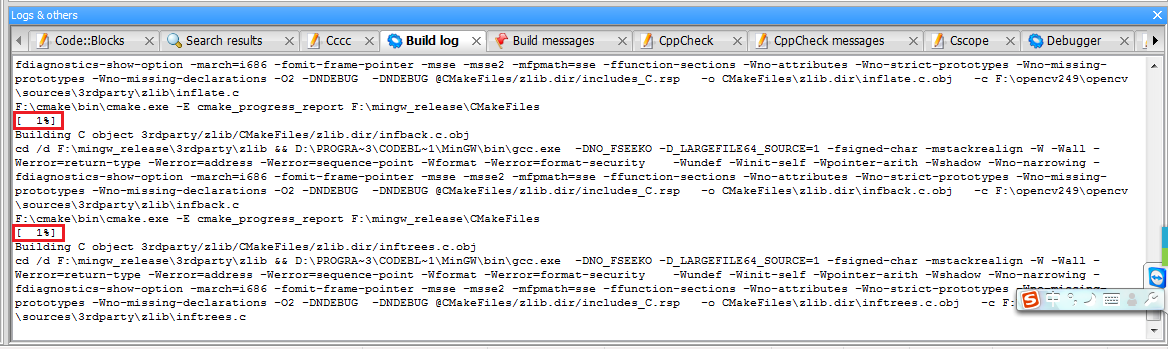 Logs & others
Code::Blocks
Search results
Cccc
Build log
Build messages
CppCheck
CppCheck messages
Cscope
Debugger
fdiagnostics-show-option -march=i686 -fomit-frame-pointer -msse -msse2 -mfpmath=sse -ffunction-sections -Wno-attributes -Wno-strict-prototypes -Wno-missing-
prototypes -Wno-missing-declarations -O2 -DNDEBUG  -DNDEBUG @CMakeFiles/zlib.dir/includes_C.rsp   -o CMakeFiles\zlib.dir\inflate.c.obj   -c F:\opencv249\opencv
\sources\3rdparty\zlib\inflate.c
F:\cmake\bin\cmake.exe -E cmake_progress_report F:\mingw_release\CMakeFiles
[  1%]
Building C object 3rdparty/zlib/CMakeFiles/zlib.dir/infback.c.obj
cd /d F:\mingw_release\3rdparty\zlib && D:\PROGRA~3\CODEBL~1\MinGW\bin\gcc.exe  -DNO_FSEEKO -D_LARGEFILE64_SOURCE=1 -fsigned-char -mstackrealign -W -Wall -
Werror=return-type -Werror=address -Werror=sequence-point -Wformat -Werror=format-security   -Wundef -Winit-self -Wpointer-arith -Wshadow -Wno-narrowing -
fdiagnostics-show-option -march=i686 -fomit-frame-pointer -msse -msse2 -mfpmath=sse -ffunction-sections -Wno-attributes -Wno-strict-prototypes -Wno-missing-
prototypes -Wno-missing-declarations -O2 -DNDEBUG  -DNDEBUG @CMakeFiles/zlib.dir/includes_C.rsp   -o CMakeFiles\zlib.dir\infback.c.obj   -c F:\opencv249\opencv
\sources\3rdparty\zlib\infback.c
F:\cmake\bin\cmake.exe -E cmake_progress_report F:\mingw_release\CMakeFiles
[  1%]
Building C object 3rdparty/zlib/CMakeFiles/zlib.dir/inftrees.c.obj
cd /d F:\mingw_release\3rdparty\zlib && D:\PROGRA~3\CODEBL~1\MinGW\bin\gcc.exe  -DNO_FSEEKO -D_LARGEFILE64_SOURCE=1 -fsigned-char -mstackrealign -W -Wall -
Werror=return-type -Werror=address -Werror=sequence-point -Wformat -Werror=format-security   -Wundef -Winit-self -Wpointer-arith -Wshadow -Wno-narrowing -
fdiagnostics-show-option -march=i686 -fomit-frame-pointer -msse -msse2 -mfpmath=sse -ffunction-sections -Wno-attributes -Wno-strict-prototypes -Wno-missing-
prototypes -Wno-missing-declarations -O2 -DNDEBUG  -DNDEBUG @CMakeFiles/zlib.dir/includes_C.rsp   -o CMakeFiles\zlib.dir\inftrees.c.obj   -c
\sources\3rdparty\zlib\inftrees.c
S 中